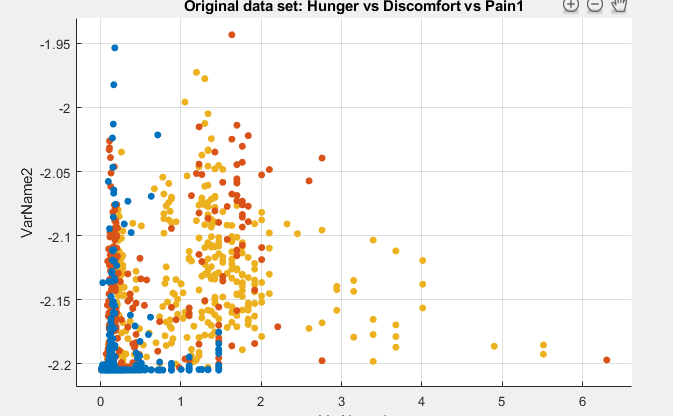 Original data set: Hunger vs Discomfort vs Pain1
-1.95
-2
-2.05
-2.1
-2.15
-2.2
VarName2
0 1 2 3 4 5 6